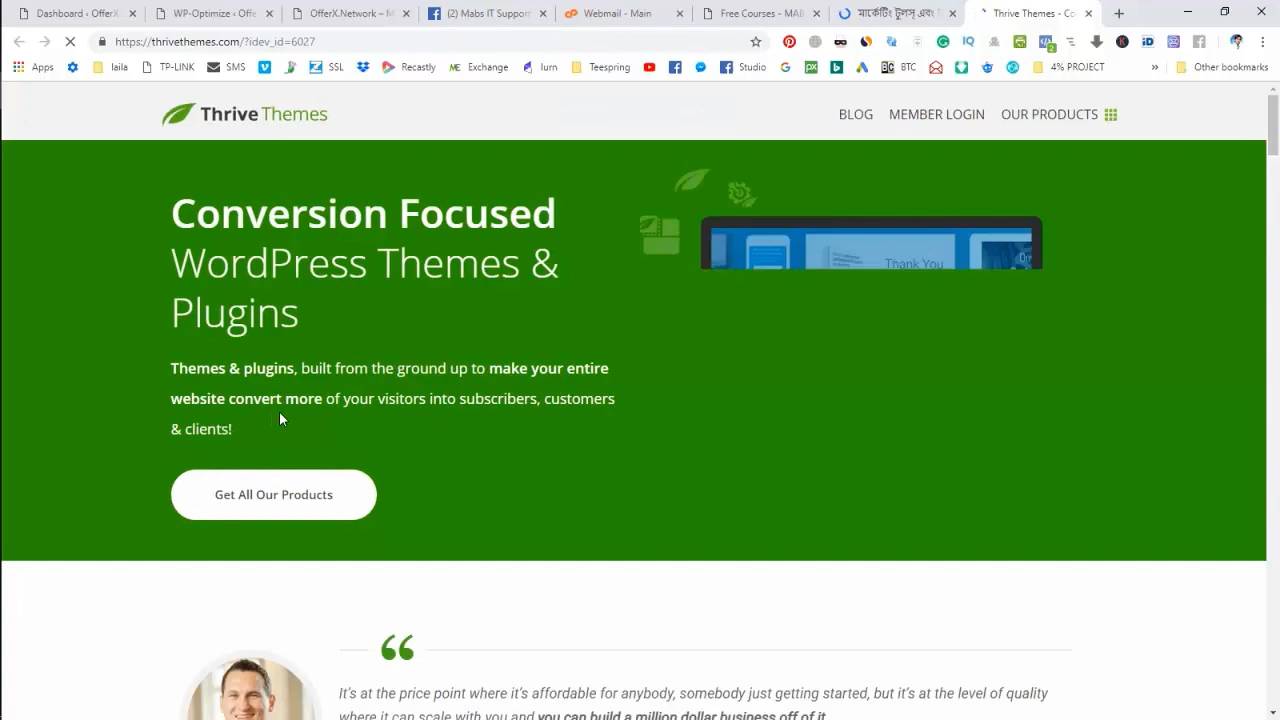 Dashboard ‹ OfferX
WP-Optimize ‹ Offe
OfferX.Network – M
(2) Mabs IT Support
Webmail - Main
Free Courses - MAI
মার্কেটিং টুলস্ এবং
Thrive Themes - Co
https://thrivethemes.com/?idev_id=6027
Apps
laila
TP-LINK
SMS
SSL
Recastly
Exchange
Iurn
Teespring
Studio
BTC
4% PROJECT
»
Other bookmarks
Thrive Themes
BLOG
MEMBER LOGIN
OUR PRODUCTS
Conversion Focused
WordPress Themes &
Plugins
Thank You
Themes & plugins, built from the ground up to make your entire
website convert more of your visitors into subscribers, customers
& clients!
Get All Our Products
It's at the price point where it's affordable for anybody, somebody just getting started, but it's at the level of quality
where it can scale with you and you can build a million dollar business off of it.